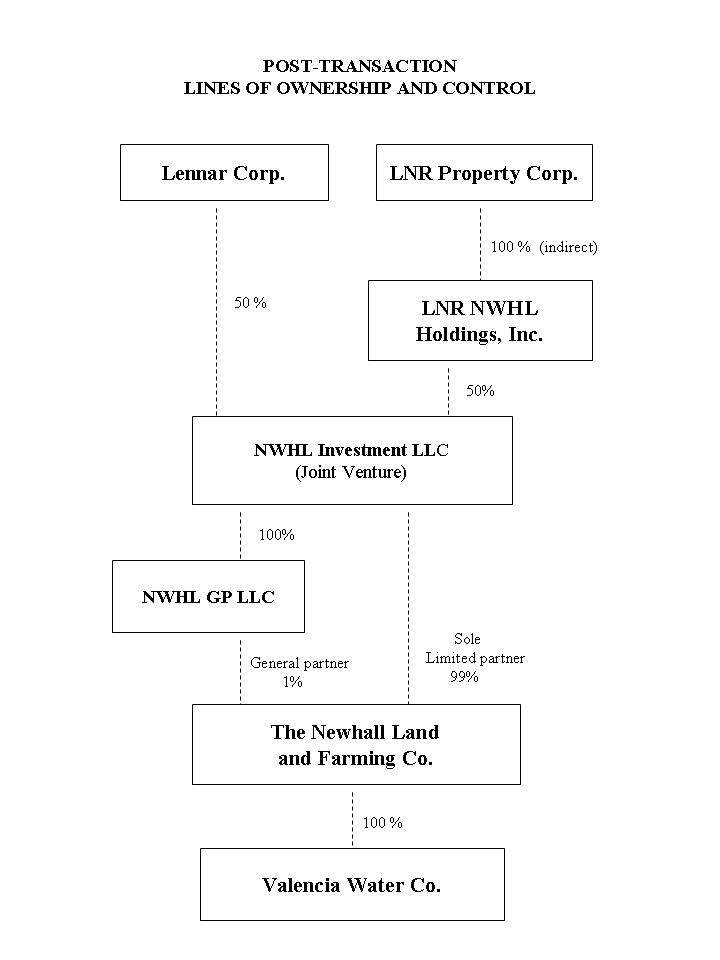 POST-TRANSACTION
LINES OF OWNERSHIP AND CONTROL
Lennar Corp.
LNR Property Corp.
100 % (indirect)
50 %
LNR NWHL
Holdings, Inc.
50%
NWHL Investment LLC
(Joint Venture)
100%
NWHL GP LLC
Sole
Limited partner
99%
General partner
1%
The Newhall Land
and Farming Co.
100 %
Valencia Water Co.